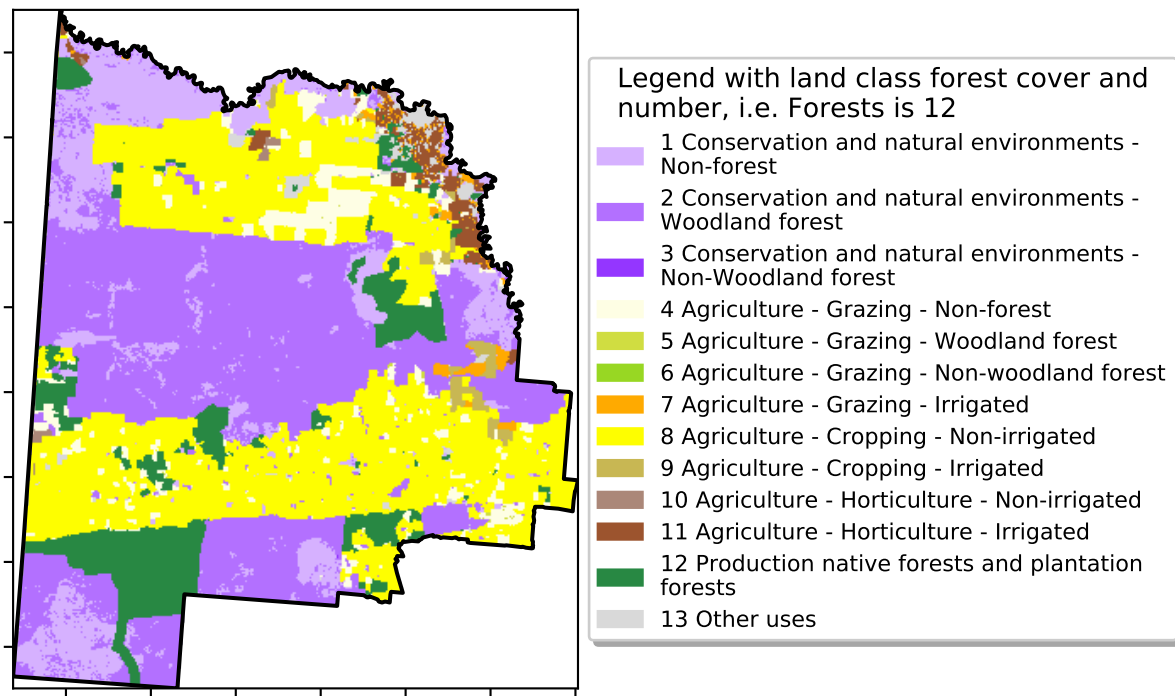 Legend with land class forest cover and
number, i.e. Forests is 12
1 Conservation and natural environments -
Non-forest
2 Conservation and natural environments -
Woodland forest
3 Conservation and natural environments -
Non-Woodland forest
4 Agriculture - Grazing - Non-forest
5 Agriculture - Grazing - Woodland forest
6 Agriculture - Grazing - Non-woodland forest
7 Agriculture - Grazing - Irrigated
8 Agriculture - Cropping - Non-irrigated
9 Agriculture - Cropping - Irrigated
10 Agriculture - Horticulture - Non-irrigated
11 Agriculture - Horticulture - Irrigated
12 Production native forests and plantation
forests
13 Other uses